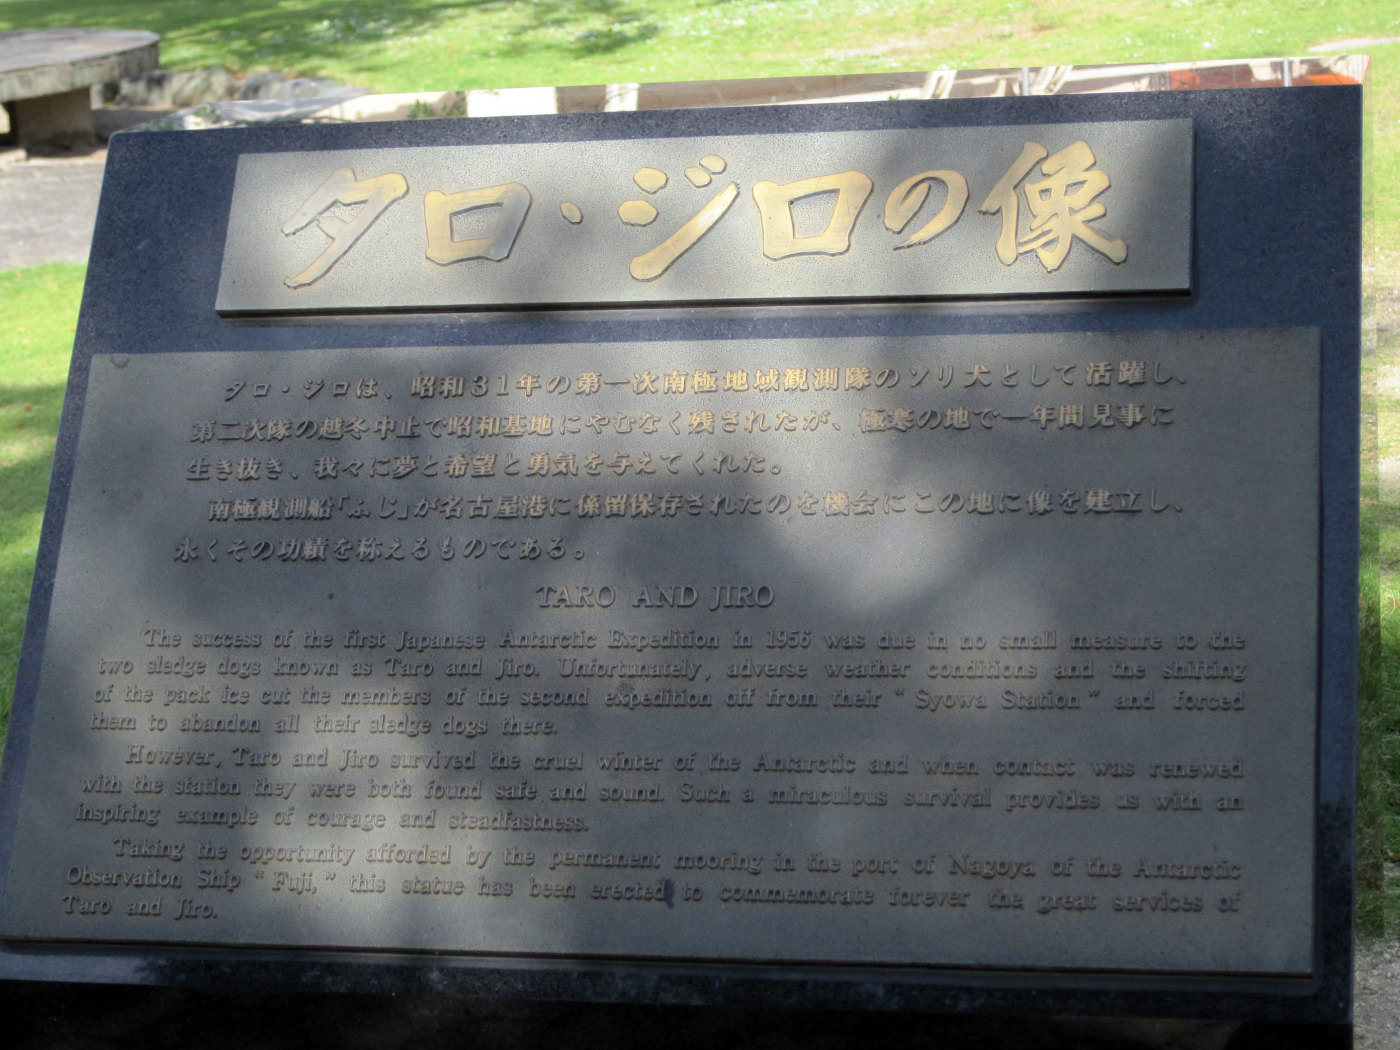 タロ・ジロの像
タロ・ジロは、昭和31年の第一次南極地域観測隊のソリ犬として活躍し、
第二次隊の越冬中止で昭和基地にやむなく残されたが、極寒の地で一年間見事に
生き抜き、我々に夢と希望と勇気を与えてくれた。
南極観測船「ふじ」が名古屋港に係留保存されたのを機会にこの地に像を建立し、
永くその功績を称えるものである。
TARO AND JIRO
The success of the first Japanese Antarctic Expedition in 1956 was due in no small measure to the
two sledge dogs known as Taro and Jiro. Unfortunately, adverse weather conditions and the shifting
of the pack ice cut the members of the second expedition off from their “Syowa Station” and forced
them to abandon all their sledge dogs there.
However, Taro and Jiro survived the cruel winter of the Antarctic and when contact was renewed
with the station they were both found safe and sound. Such a miraculous survival provides us with an
inspiring example of courage and steadfastness.
Taking the opportunity afforded by the permanent mooring in the port of Nagoya of the Antarctic
Observation Ship “Fuji,” this statue has been erected to commemorate forever the great services of
Taro and Jiro.